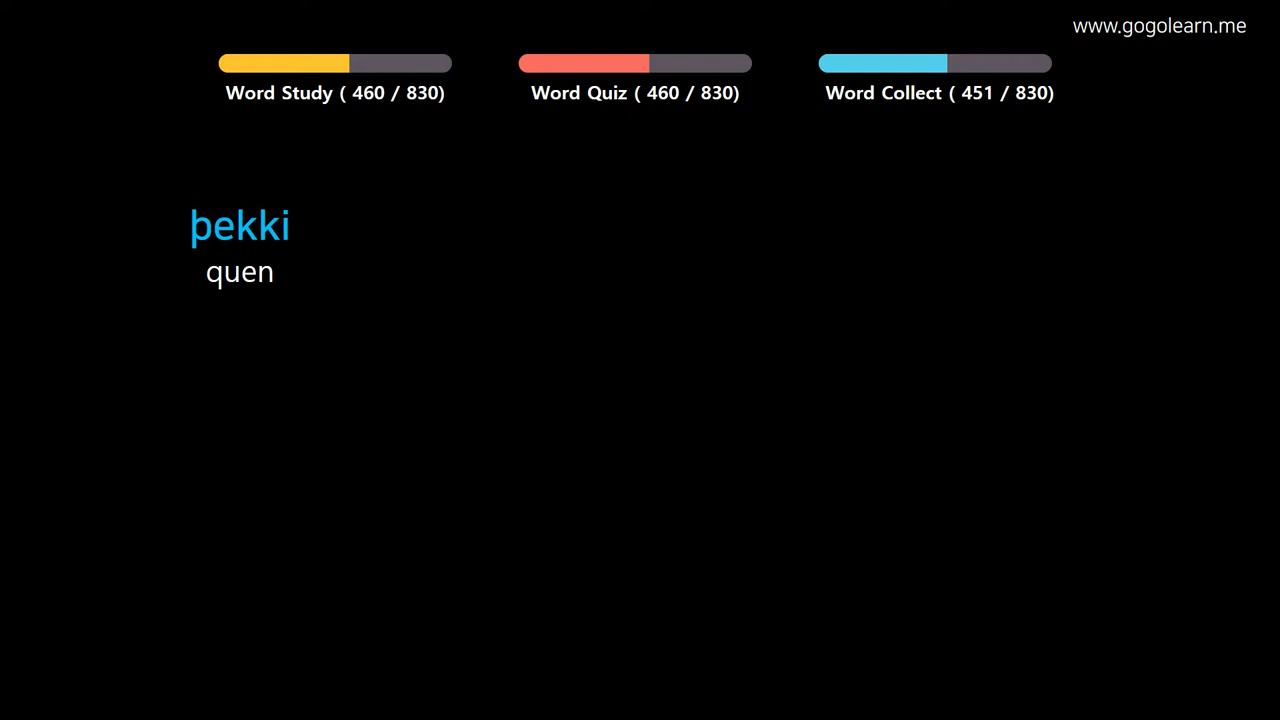 www.gogolearn.me
Word Study ( 460 / 830)
Word Quiz ( 460 / 830)
Word Collect ( 451 / 830)
þekki
quen